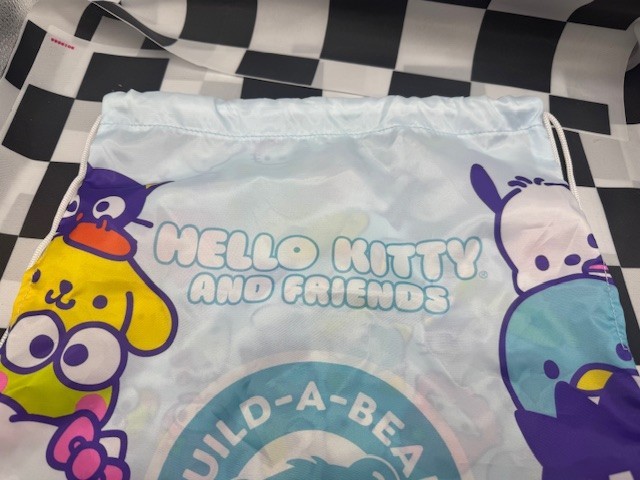 HELLO KITTY®
AND FRIENDS
UILD-A-BEA